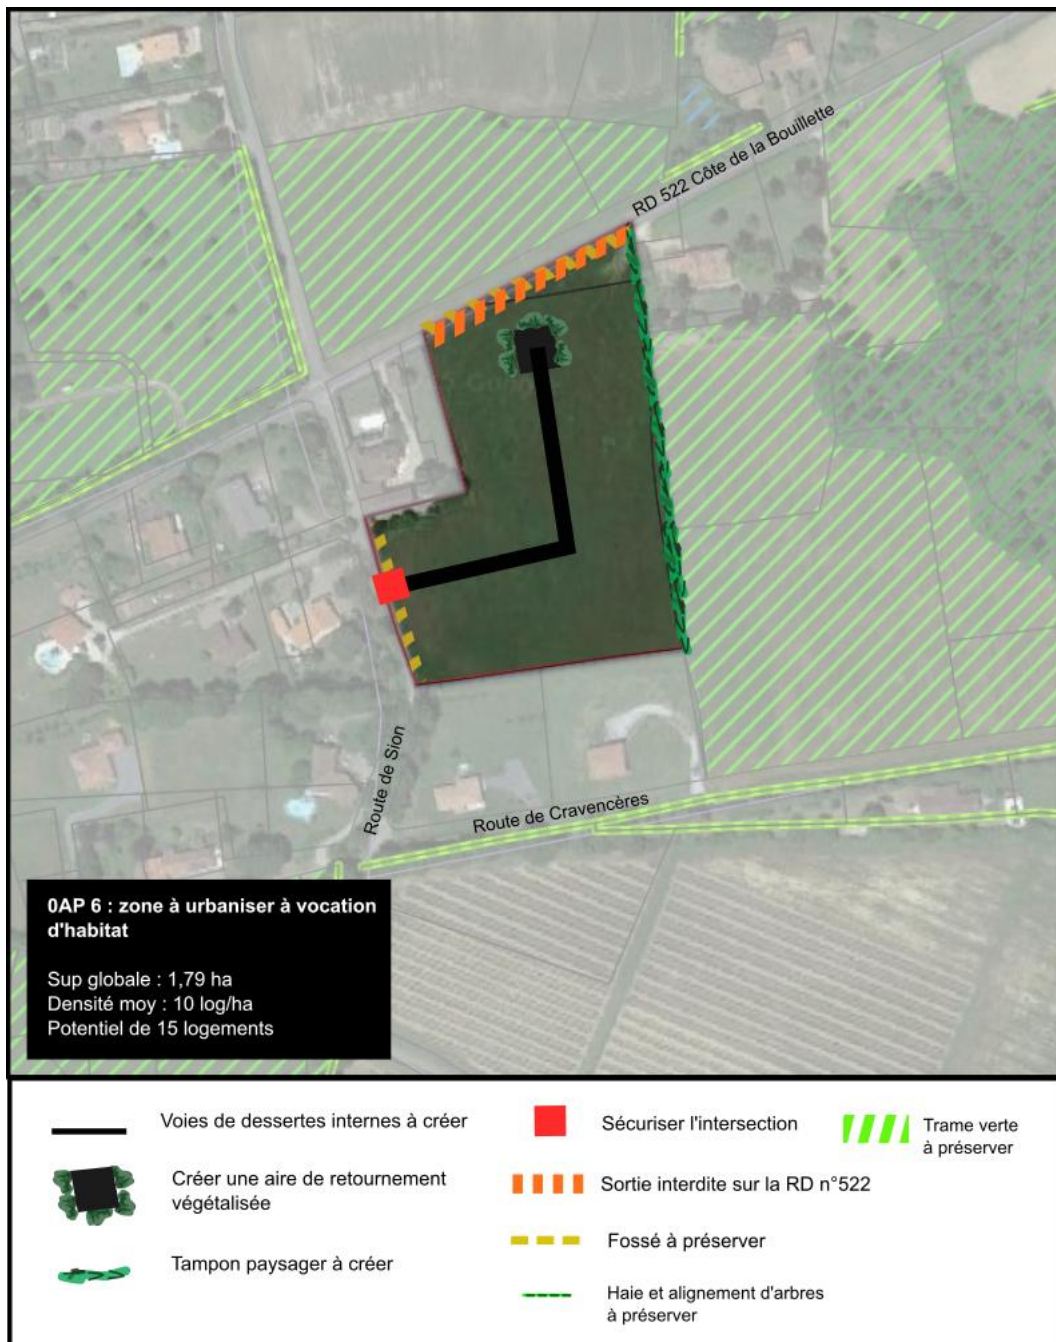 RD 522 Côte de la Bouillette
Route de Sion
Route de Cravencères
0AP 6 : zone à urbaniser à vocation
d'habitat
Sup globale : 1,79 ha
Densité moy : 10 log/ha
Potentiel de 15 logements
Voies de dessertes internes à créer
Créer une aire de retournement
végétalisée
Tampon paysager à créer
Sécuriser l'intersection
Sortie interdite sur la RD n°522
Fossé à préserver
Haie et alignement d'arbres
à préserver
Trame verte
à préserver